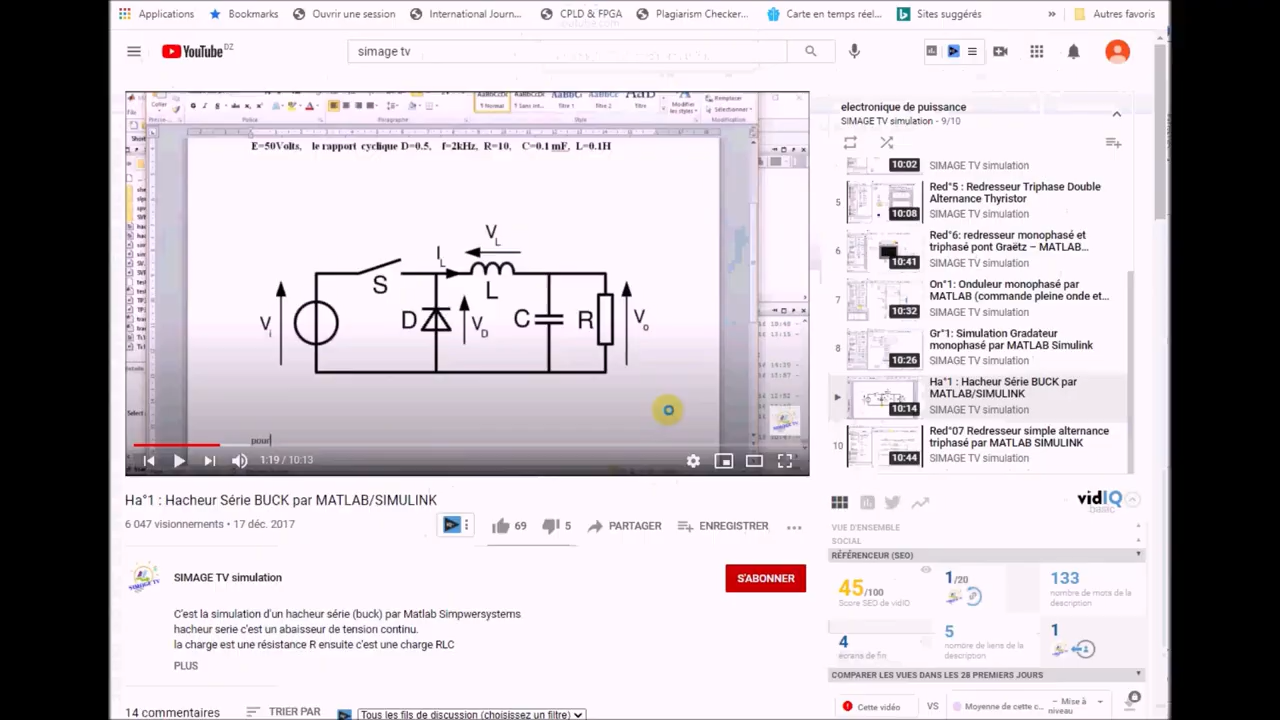 Applications
Bookmarks
Ouvrir une session
International Journ...
CPLD & FPGA
Plagiarism Checker...
Carte en temps réel...
Sites suggérés
»
Autres favoris
YouTube DZ
simage tv
E=50Volts, le rapport cyclique D=0.5, f=2kHz, R=10, C=0.1 mF, L=0.1H
VL
IL
S
L
Vi
D
VD
C
R
Vo
pour
1:19 / 10:13
Ha°1 : Hacheur Série BUCK par MATLAB/SIMULINK
6 047 visionnements • 17 déc. 2017
69
5
PARTAGER
ENREGISTRER
SIMAGE TV simulation
S'ABONNER
C'est la simulation d'un hacheur série (buck) par Matlab Simpwersystems
hacheur serie c'est un abaisseur de tension continu.
la charge est une résistance R ensuite c'est une charge RLC
PLUS
14 commentaires
TRIER PAR
Tous les fils de discussion (choisissez un filtre)
electronique de puissance
SIMAGE TV simulation - 9/10
10:02
SIMAGE TV simulation
5
Red°5 : Redresseur Triphase Double
Alternance Thyristor
10:08
SIMAGE TV simulation
6
Red°6: redresseur monophasé et
triphasé pont Graëtz – MATLAB...
10:41
SIMAGE TV simulation
7
On°1: Onduleur monophasé par
MATLAB (commande pleine onde et...
10:32
SIMAGE TV simulation
8
Gr°1: Simulation Gradateur
monophasé par MATLAB Simulink
10:26
SIMAGE TV simulation
Ha°1 : Hacheur Série BUCK par
MATLAB/SIMULINK
10:14
SIMAGE TV simulation
10
Red°07 Redresseur simple alternance
triphasé par MATLAB SIMULINK
10:44
SIMAGE TV simulation
vidIQ
basic
VUE D'ENSEMBLE
SOCIAL
RÉFÉRENCEUR (SEO)
45/100
Score SEO de vidIQ
1/20
133
nombre de mots de la
description
4
écrans de fin
5
nombre de liens de la
description
1
COMPARER LES VUES DANS LES 28 PREMIERS JOURS
Cette vidéo
VS
Moyenne de cette c...
Mise à
niveau